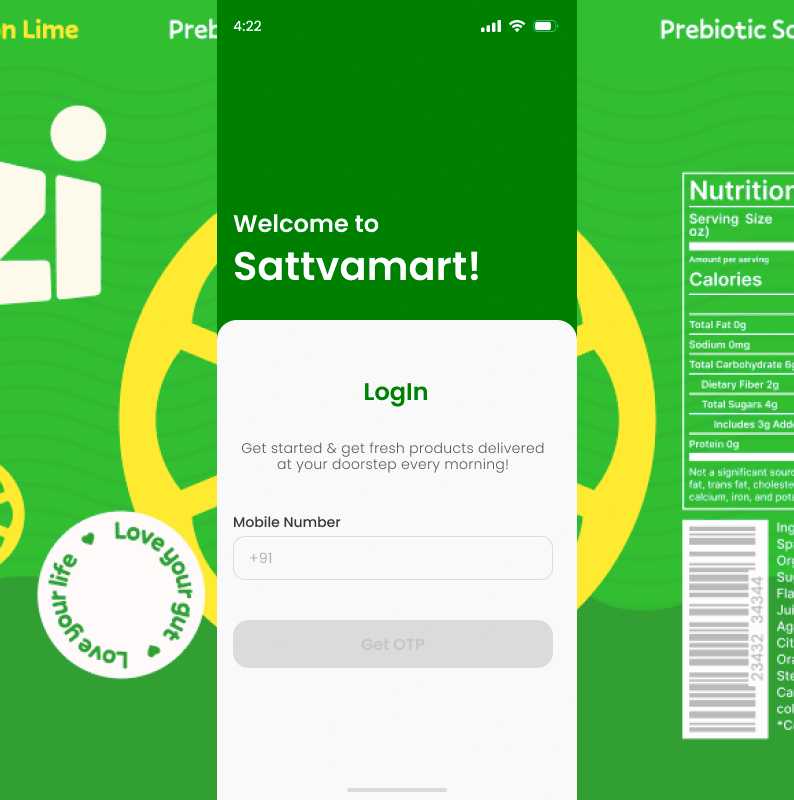 n Lime
Preb
Prebiotic So
zi
Love your gut
Love your life
4:22
Welcome to
Sattvamart!
LogIn
Get started & get fresh products delivered
at your doorstep every morning!
Mobile Number
+91
Get OTP
Nutrition
Serving Size
oz)
Amount per serving
Calories
Total Fat 0g
Sodium 0mg
Total Carbohydrate 6g
Dietary Fiber 2g
Total Sugars 4g
Includes 3g Adde
Protein 0g
Not a significant sourc
fat, trans fat, choleste
calcium, iron, and pota
23432 34344
Ing
Spa
Org
Su
Fla
Jui
Aga
Cit
Ora
Ste
Ca
col
*Ce